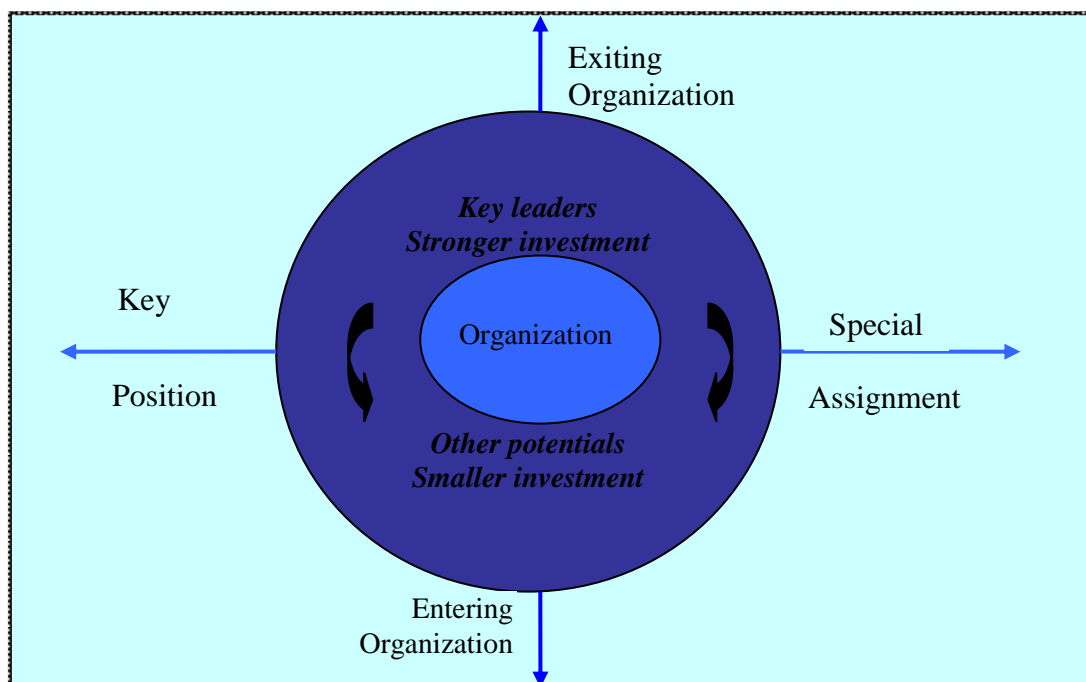 Exiting
Organization
Key leaders
Stronger investment
Key
Position
Organization
Special
Assignment
Other potentials
Smaller investment
Entering
Organization